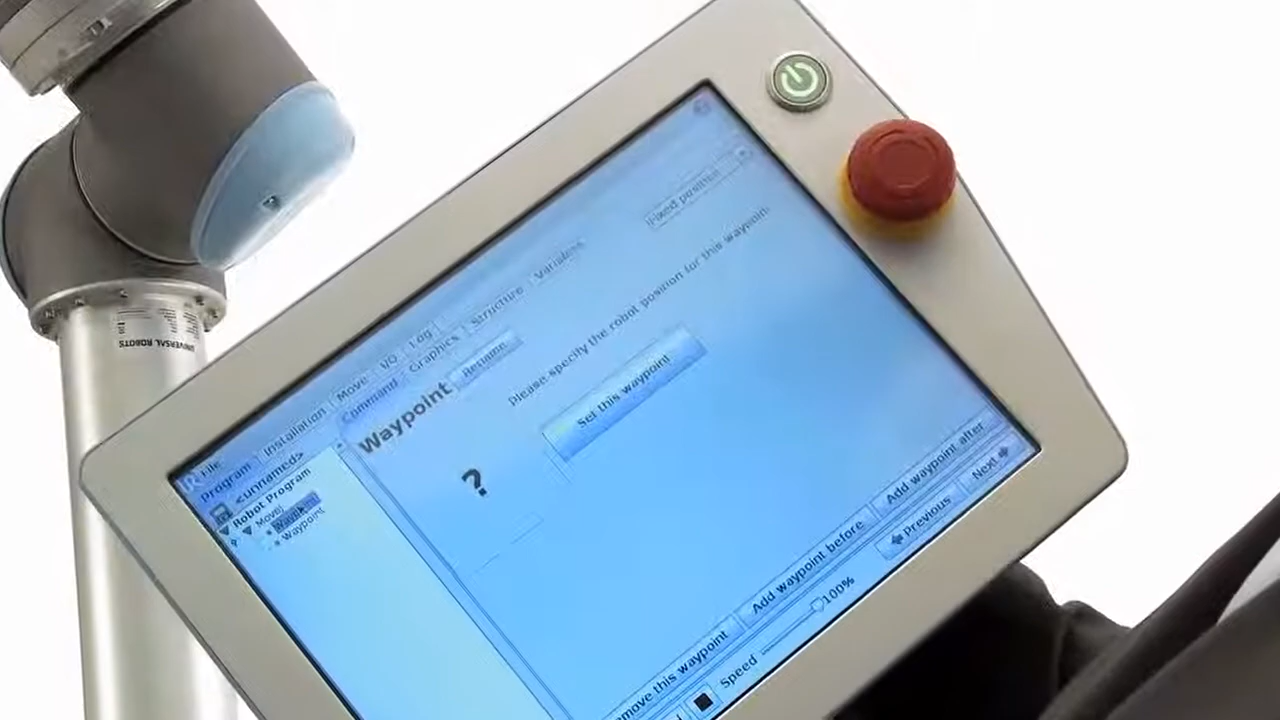 UNIVERSAL ROBOTS
File
Program Installation Move I/O Log
<unnamed>
Command Graphics Structure Variables
Robot Program
MoveJ
Waypoint
Waypoint
Waypoint Rename
Fixed position
Please specify the robot position for this waypoint
Set this waypoint
?
emove this waypoint Add waypoint before Add waypoint after
Speed 100% Previous Next